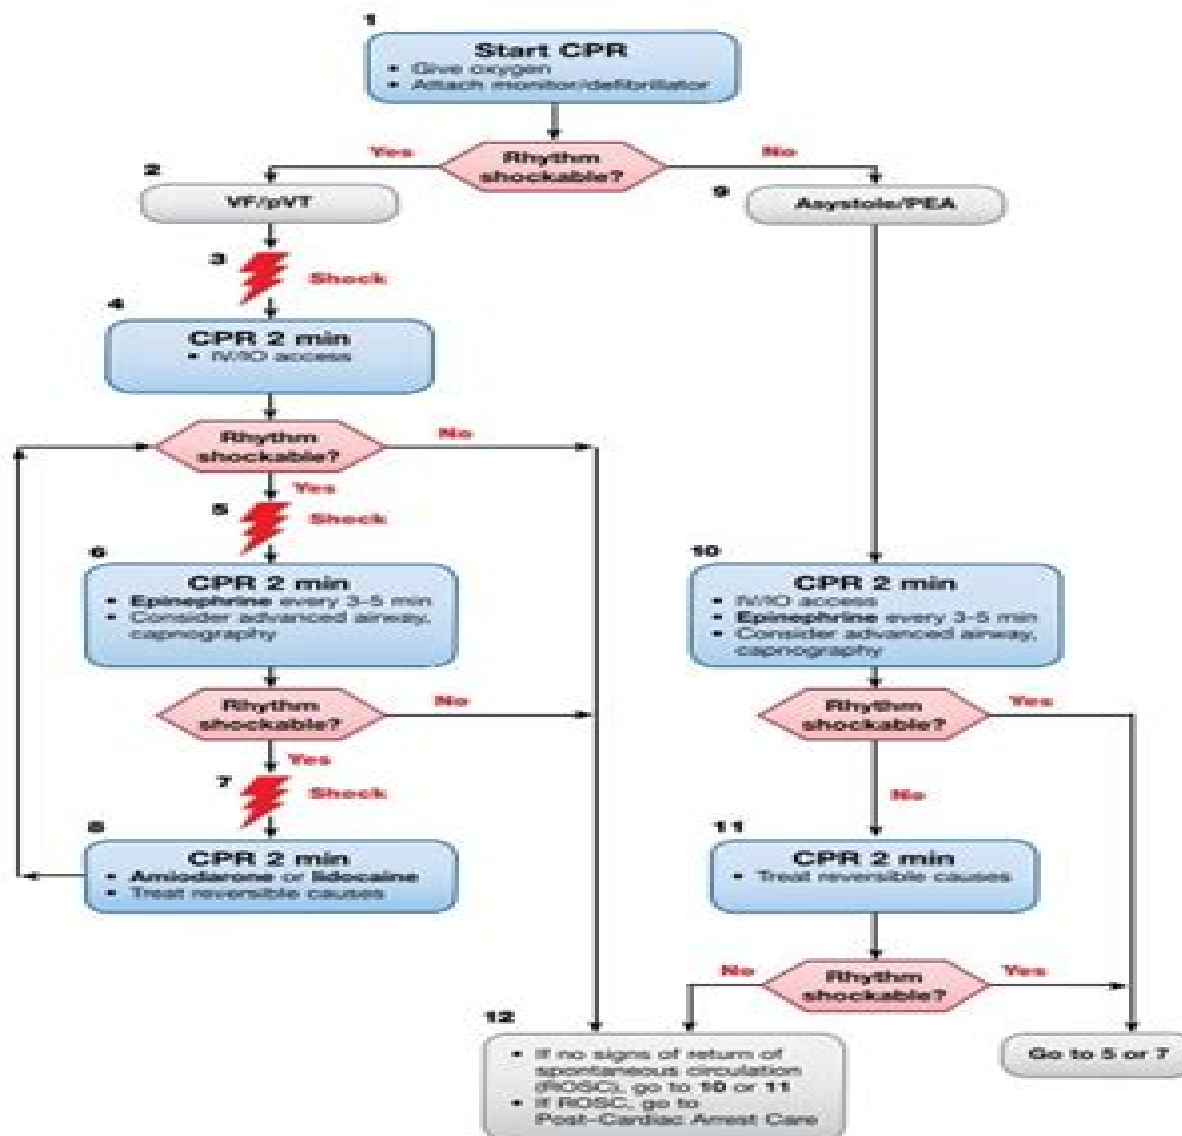 1
Start CPR
• Give oxygen
• Attach monitor/defibrillator
Yes
Rhythm
shockable?
No
2
VF/pVT
9
Asystole/PEA
3
Shock
4
CPR 2 min
• IV/IO access
Rhythm
shockable?
No
Yes
5
Shock
6
CPR 2 min
• Epinephrine every 3-5 min
• Consider advanced airway,
capnography
Rhythm
shockable?
No
Yes
7
Shock
8
CPR 2 min
• Amiodarone or lidocaine
• Treat reversible causes
10
CPR 2 min
• IV/IO access
• Epinephrine every 3-5 min
• Consider advanced airway,
capnography
Rhythm
shockable?
Yes
No
11
CPR 2 min
• Treat reversible causes
No
Rhythm
shockable?
Yes
12
• If no signs of return of
spontaneous circulation
(ROSC), go to 10 or 11
• If ROSC, go to
Post-Cardiac Arrest Care
Go to 5 or 7